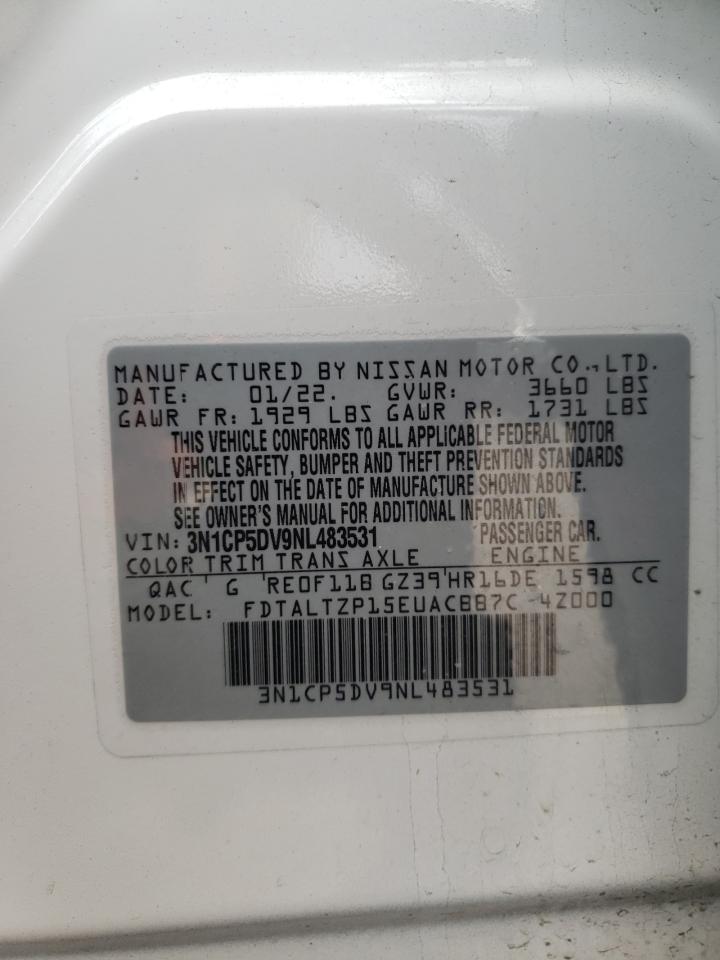 MANUFACTURED BY NISSAN MOTOR CO., LTD.
DATE: 01/22. GVWR: 3660 LBS
GAWR FR: 1929 LBS GAWR RR: 1731 LBS
THIS VEHICLE CONFORMS TO ALL APPLICABLE FEDERAL MOTOR
VEHICLE SAFETY, BUMPER AND THEFT PREVENTION STANDARDS
IN EFFECT ON THE DATE OF MANUFACTURE SHOWN ABOVE.
SEE OWNER'S MANUAL FOR ADDITIONAL INFORMATION.
VIN: 3N1CP5DV9NL483531 PASSENGER CAR.
COLOR TRIM TRANS AXLE ENGINE
QAC G RE0F11B GZ39 HR16DE 1598 CC
MODEL: FDTALTZP15EUACBB7C -4Z000
3N1CP5DV9NL483531